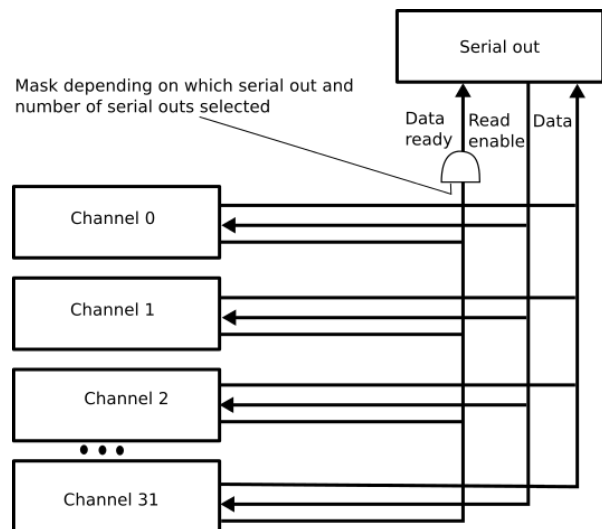 Serial out
Mask depending on which serial out and
number of serial outs selected
Data
ready
Read
enable
Data
Channel 0
Channel 1
Channel 2
Channel 31